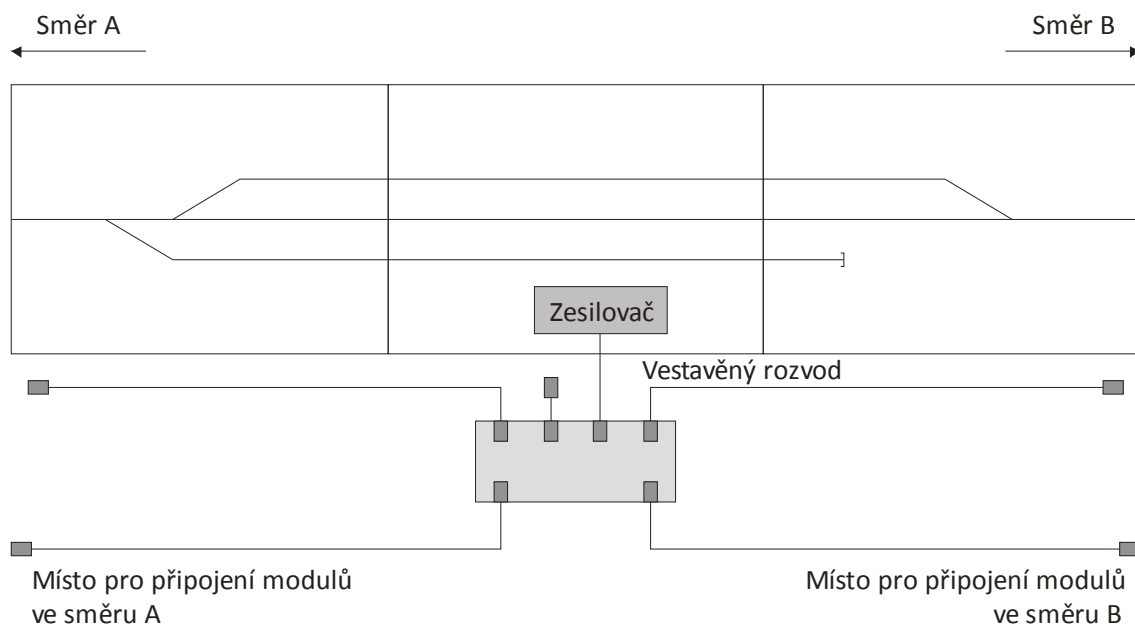 Směr A
Směr B
Zesilovač
Vestavěný rozvod
Místo pro připojení modulů
ve směru A
Místo pro připojení modulů
ve směru B